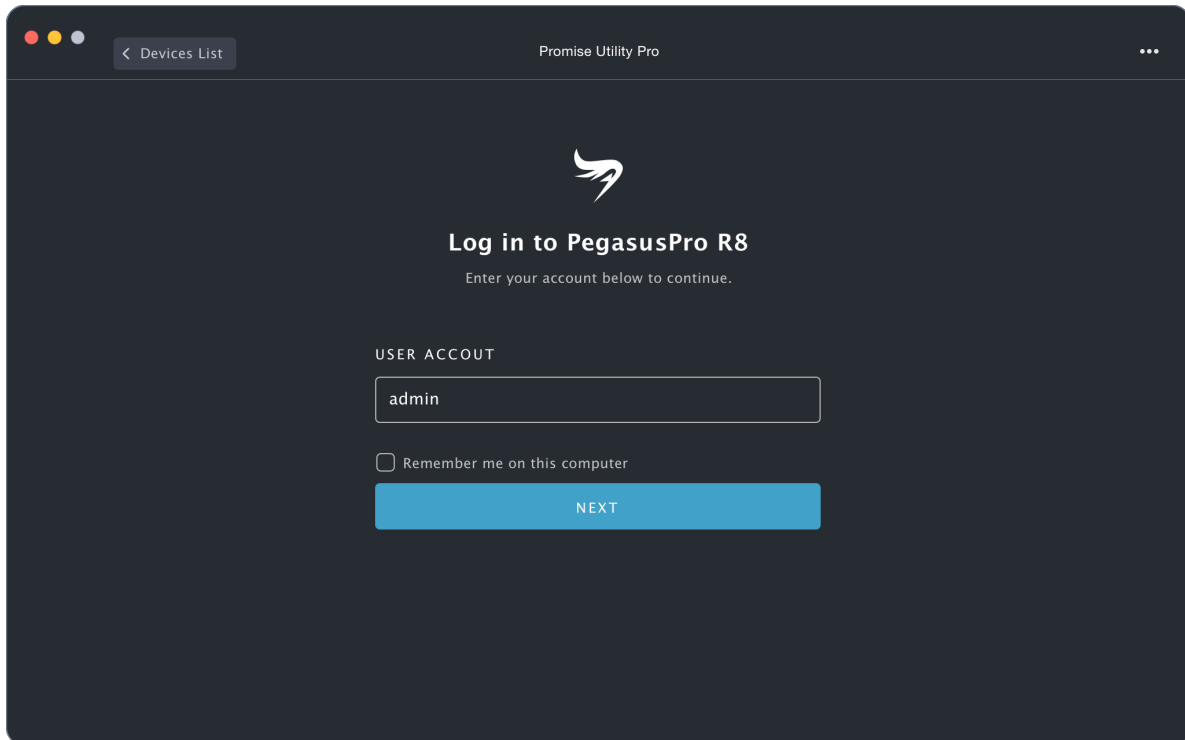 Devices List
Promise Utility Pro
Log in to PegasusPro R8
Enter your account below to continue.
USER ACCOUT
admin
Remember me on this computer
NEXT